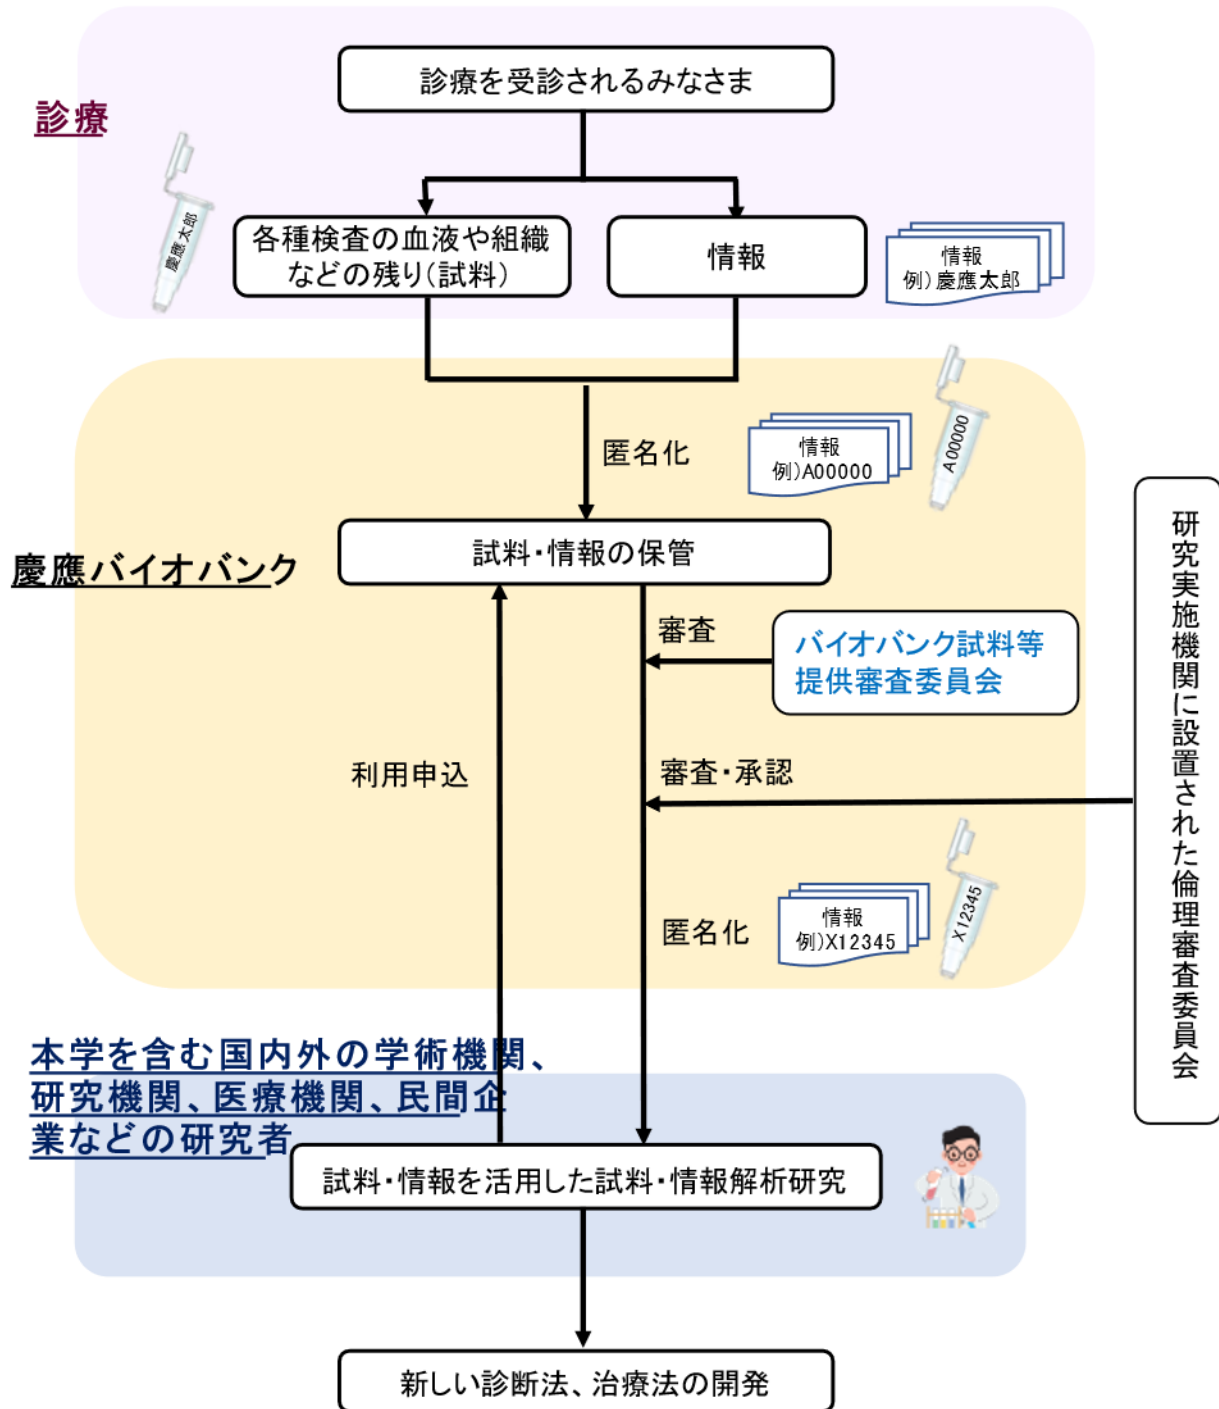 診療を受診されるみなさま
診療
慶應太郎
各種検査の血液や組織
などの残り(試料)
情報
情報
例)慶應太郎
匿名化
情報
例)A00000
A00000
試料・情報の保管
慶應バイオバンク
審査
バイオバンク試料等
提供審査委員会
利用申込
審査・承認
研究実施機関に設置された倫理審査委員会
匿名化
情報
例)X12345
X12345
本学を含む国内外の学術機関、
研究機関、医療機関、民間企
業などの研究者
試料・情報を活用した試料・情報解析研究
新しい診断法、治療法の開発